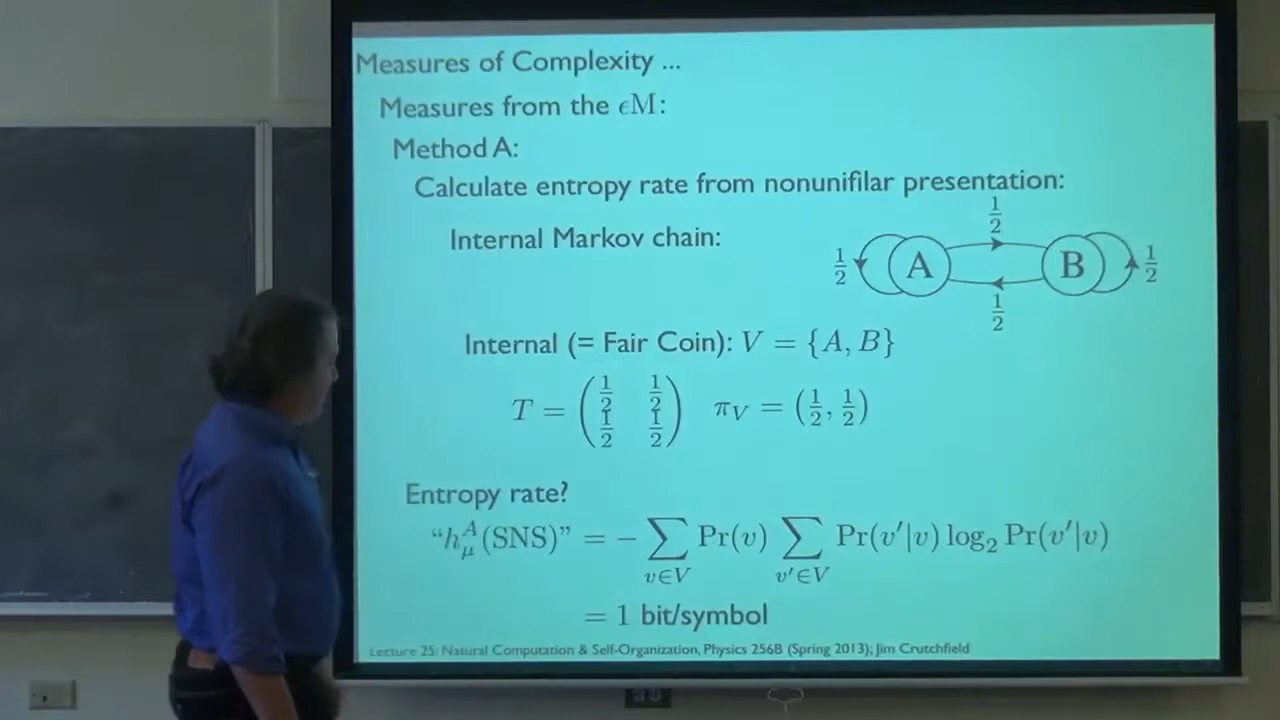 Measures of Complexity ...
Measures from the ϵM:
Method A:
Calculate entropy rate from nonunifilar presentation:
Internal Markov chain:
1/2
1/2 A B 1/2
1/2
Internal (= Fair Coin): V = {A, B}
T = (1/2 1/2; 1/2 1/2) π_V = (1/2, 1/2)
Entropy rate?
“h_μ^A(SNS)” = − ∑_{v∈V} Pr(v) ∑_{v′∈V} Pr(v′|v) log₂ Pr(v′|v)
= 1 bit/symbol
Lecture 25: Natural Computation & Self-Organization, Physics 256B (Spring 2013); Jim Crutchfield